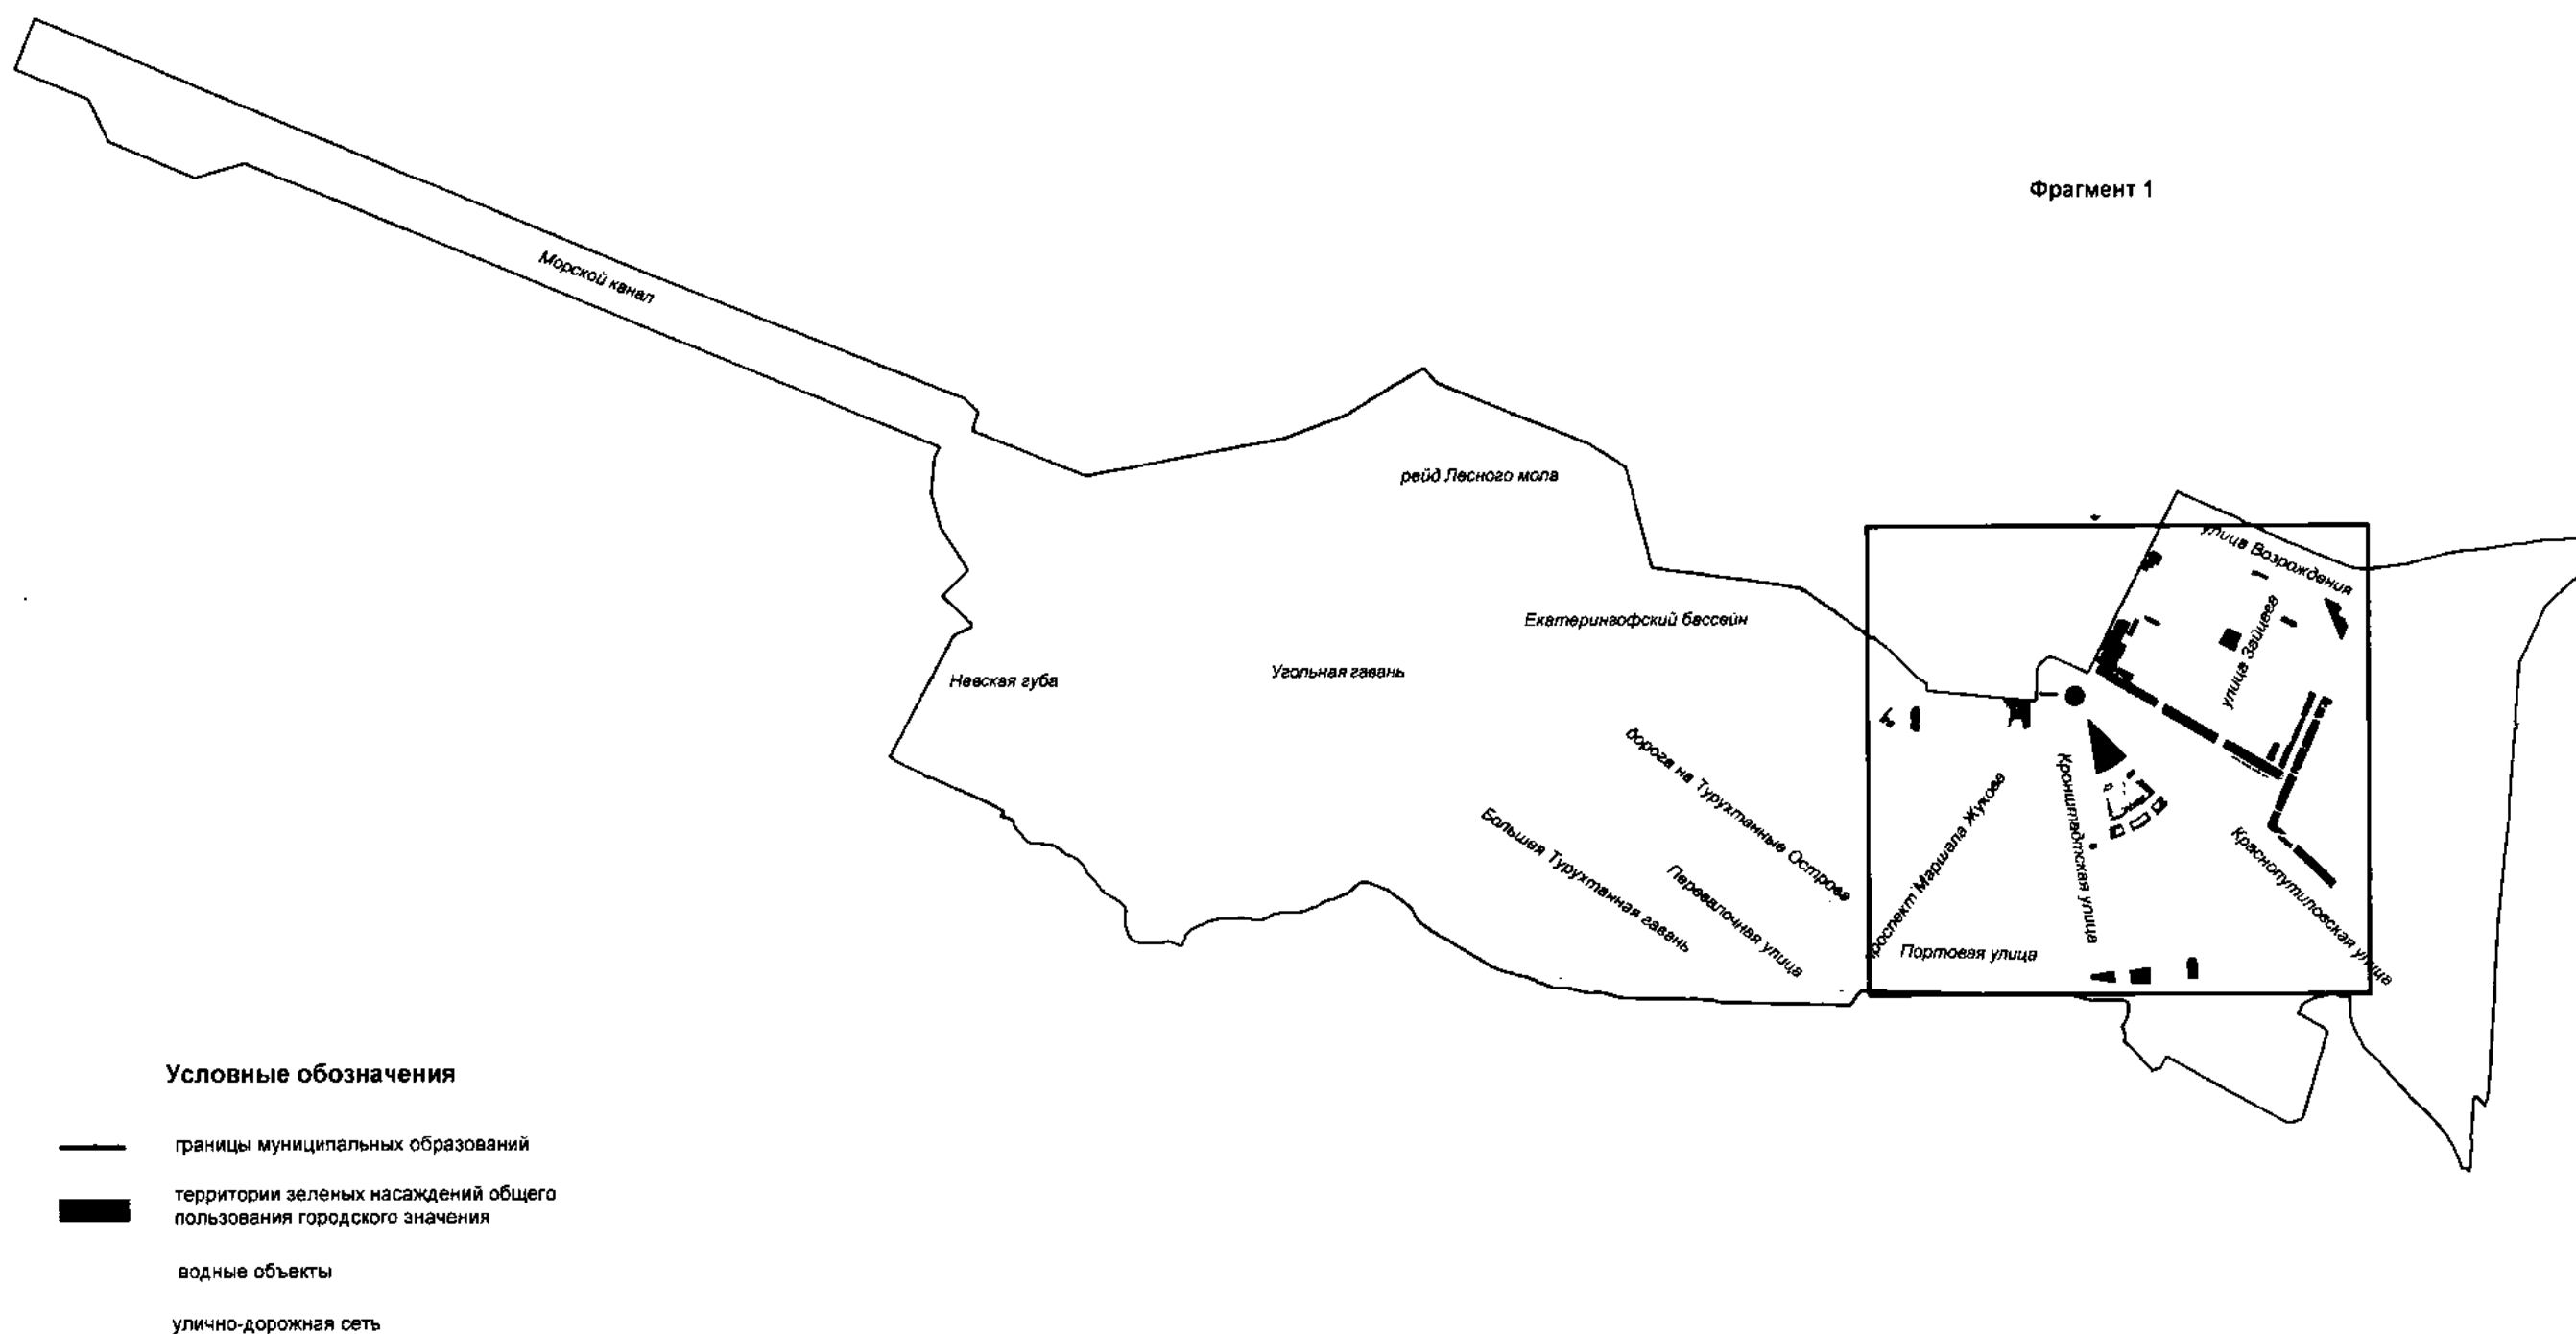 Фрагмент 1
Морской канал
рейд Лесного мола
улица Возрождения
Екатерингофский бассейн
улица Зайцева
Невская губа
Угольная гавань
дорога на Турухтанные Острова
Большая Турухтанная гавань
Перевалочная улица
проспект Маршала Жукова
Кронштадтская улица
Краснопутиловская улица
Портовая улица
Условные обозначения
границы муниципальных образований
территории зеленых насаждений общего
пользования городского значения
водные объекты
улично-дорожная сеть